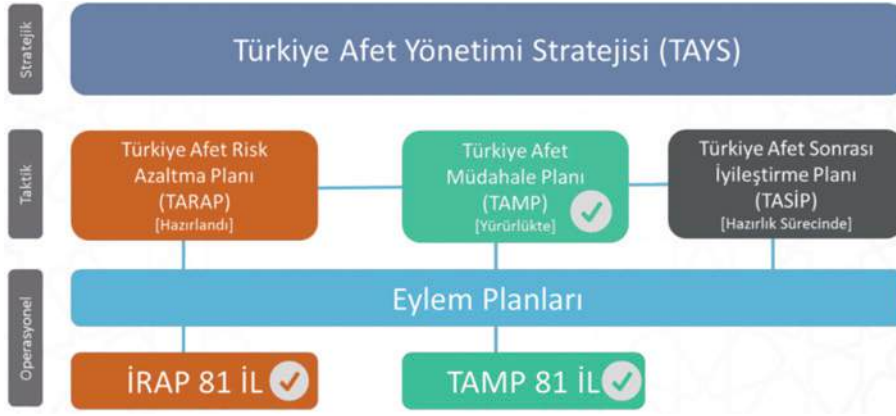 Stratejik
Türkiye Afet Yönetimi Stratejisi (TAYS)
Taktik
Türkiye Afet Risk
Azaltma Planı
(TARAP)
[Hazırlandı]
Türkiye Afet
Müdahale Planı
(TAMP)
[Yürürlükte]
Türkiye Afet Sonrası
İyileştirme Planı
(TASİP)
[Hazırlık Sürecinde]
Operasyonel
Eylem Planları
İRAP 81 İL
TAMP 81 İL